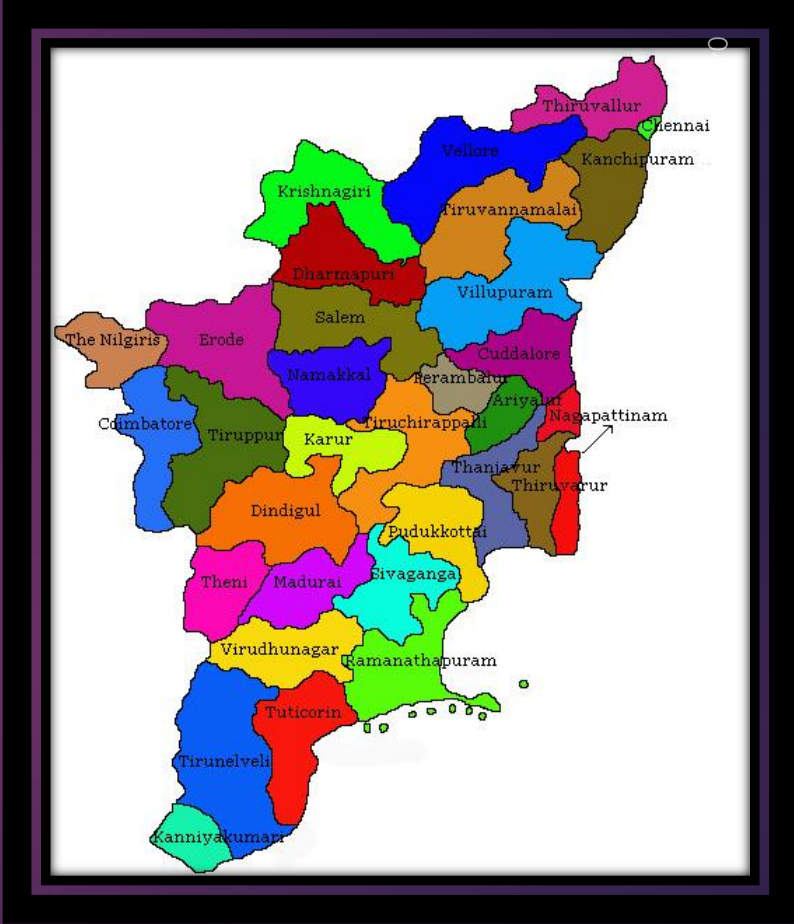 Thiruvallur
Chennai
Vellore
Kanchipuram
Krishnagiri
Tiruvannamalai
Dharmapuri
Villupuram
Salem
The Nilgiris
Erode
Cuddalore
Namakkal
Perambalur
Ariyalur
Nagapattinam
Coimbatore
Tiruchirappalli
Tiruppur
Karur
Thanjavur
Thiruvarur
Dindigul
Pudukkottai
Sivaganga
Theni
Madurai
Virudhunagar
Ramanathapuram
Tuticorin
Tirunelveli
Kanniyakumari